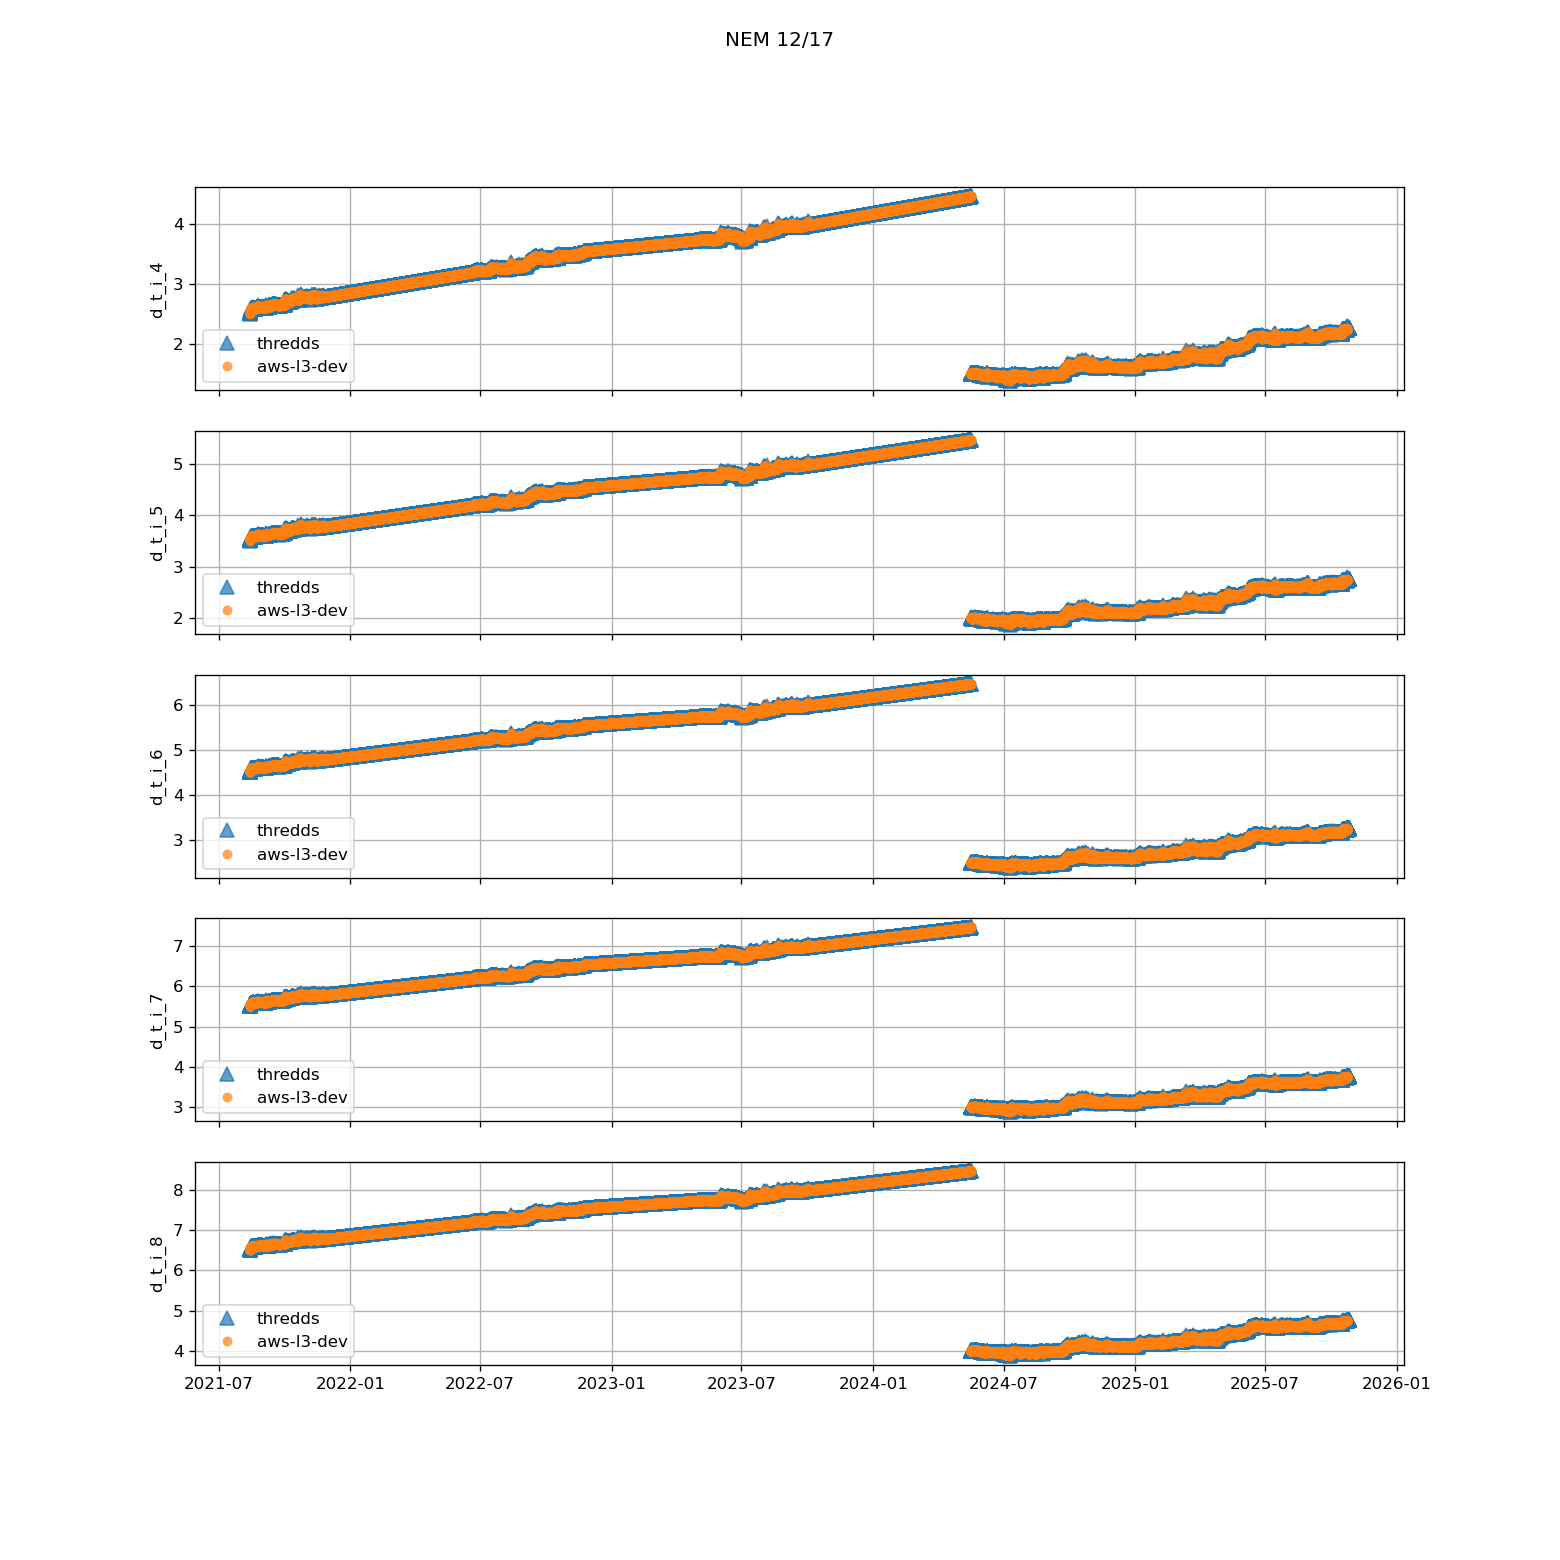 NEM 12/17
4
3
2
d_t_i_4
thredds
aws-l3-dev
5
4
3
2
d_t_i_5
thredds
aws-l3-dev
6
5
4
3
d_t_i_6
thredds
aws-l3-dev
7
6
5
4
3
d_t_i_7
thredds
aws-l3-dev
8
7
6
5
4
d_t_i_8
thredds
aws-l3-dev
2021-07 2022-01 2022-07 2023-01 2023-07 2024-01 2024-07 2025-01 2025-07 2026-01